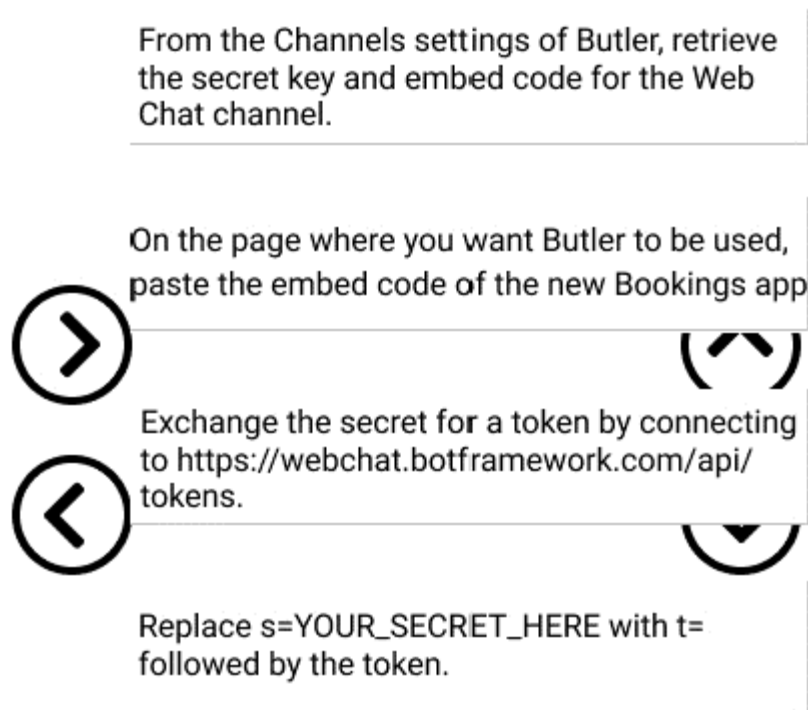 From the Channels settings of Butler, retrieve
the secret key and embed code for the Web
Chat channel.
On the page where you want Butler to be used,
paste the embed code of the new Bookings app
Exchange the secret for a token by connecting
to https://webchat.botframework.com/api/
tokens.
Replace s=YOUR_SECRET_HERE with t=
followed by the token.